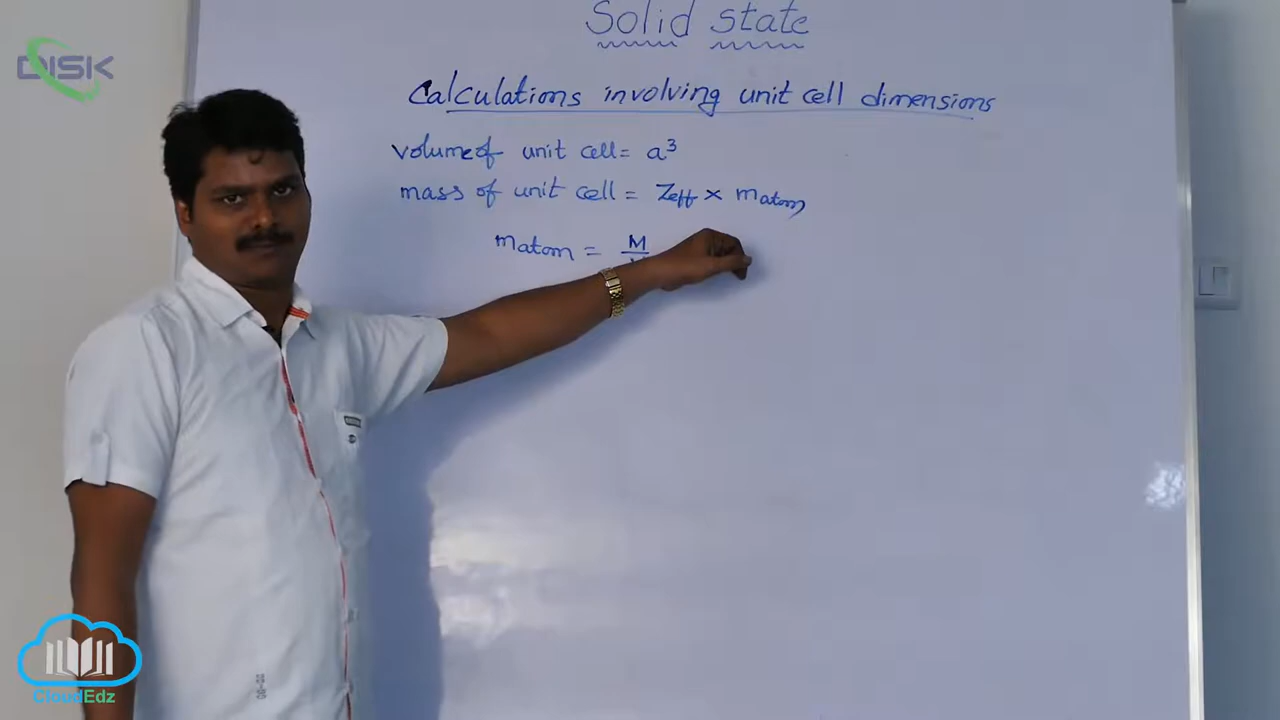 Solid state
DISK
Calculations involving unit cell dimensions
volume of unit cell = a³
mass of unit cell = Zeff × matom
matom = M
CloudEdz